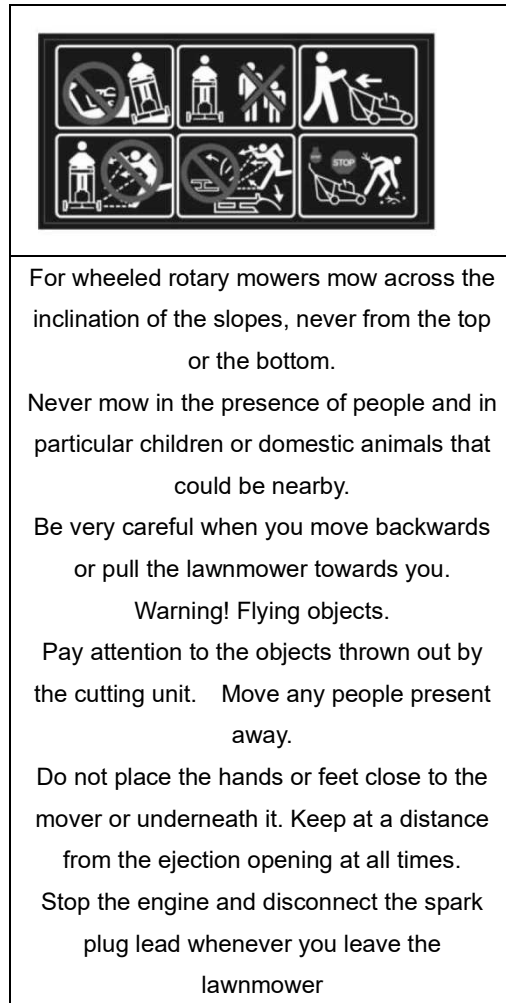 STOP
For wheeled rotary mowers mow across the
inclination of the slopes, never from the top
or the bottom.
Never mow in the presence of people and in
particular children or domestic animals that
could be nearby.
Be very careful when you move backwards
or pull the lawnmower towards you.
Warning! Flying objects.
Pay attention to the objects thrown out by
the cutting unit. Move any people present
away.
Do not place the hands or feet close to the
mover or underneath it. Keep at a distance
from the ejection opening at all times.
Stop the engine and disconnect the spark
plug lead whenever you leave the
lawnmower